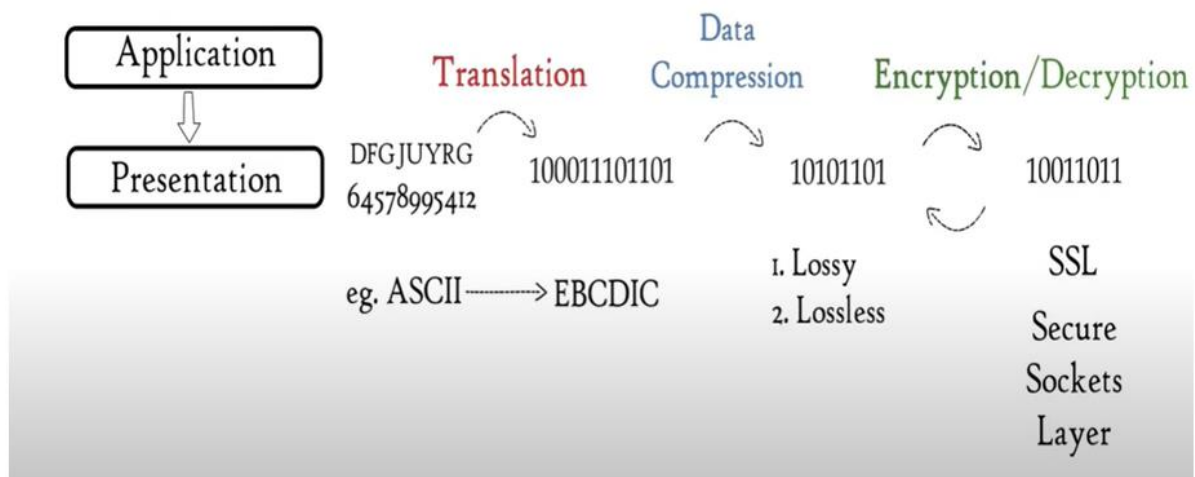 Application
Presentation
Translation
Data
Compression
Encryption/Decryption
DFGJUYRG
64578995412
100011101101
10101101
10011011
eg. ASCII
EBCDIC
1. Lossy
2. Lossless
SSL
Secure
Sockets
Layer